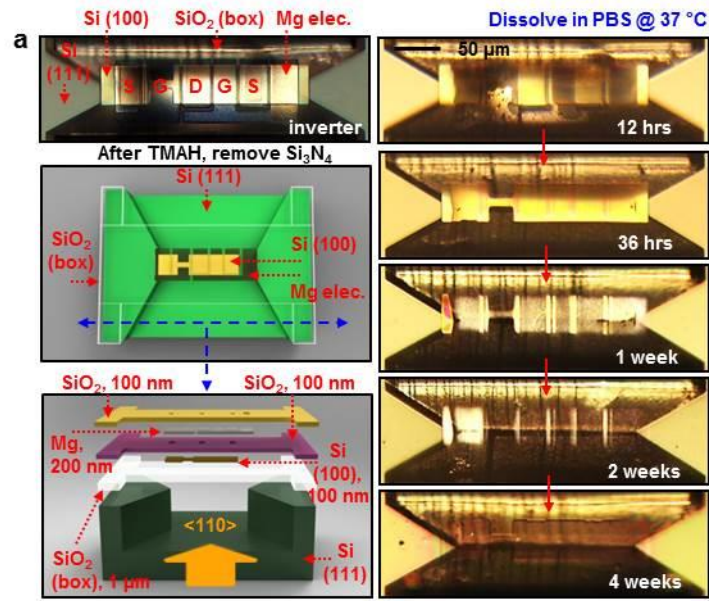 a
Si (100)
SiO₂ (box)
Mg elec.
Si (111)
S G D G S
inverter
After TMAH, remove Si₃N₄
Si (111)
SiO₂ (box)
Si (100)
Mg elec.
SiO₂, 100 nm
SiO₂, 100 nm
Mg, 200 nm
Si (100), 100 nm
<110>
SiO₂ (box), 1 μm
Si (111)
Dissolve in PBS @ 37 °C
50 μm
12 hrs
36 hrs
1 week
2 weeks
4 weeks